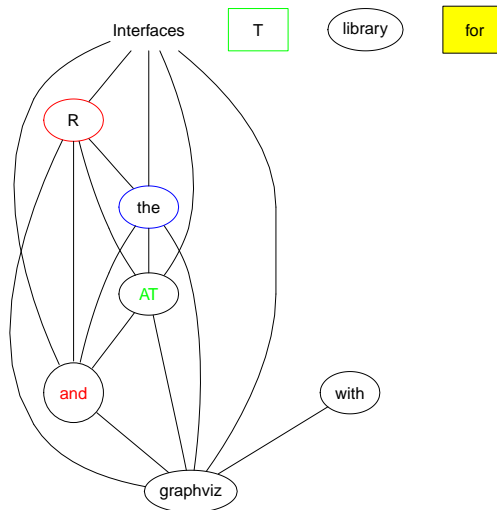 Interfaces T library for
R
the
AT
and
with
graphviz